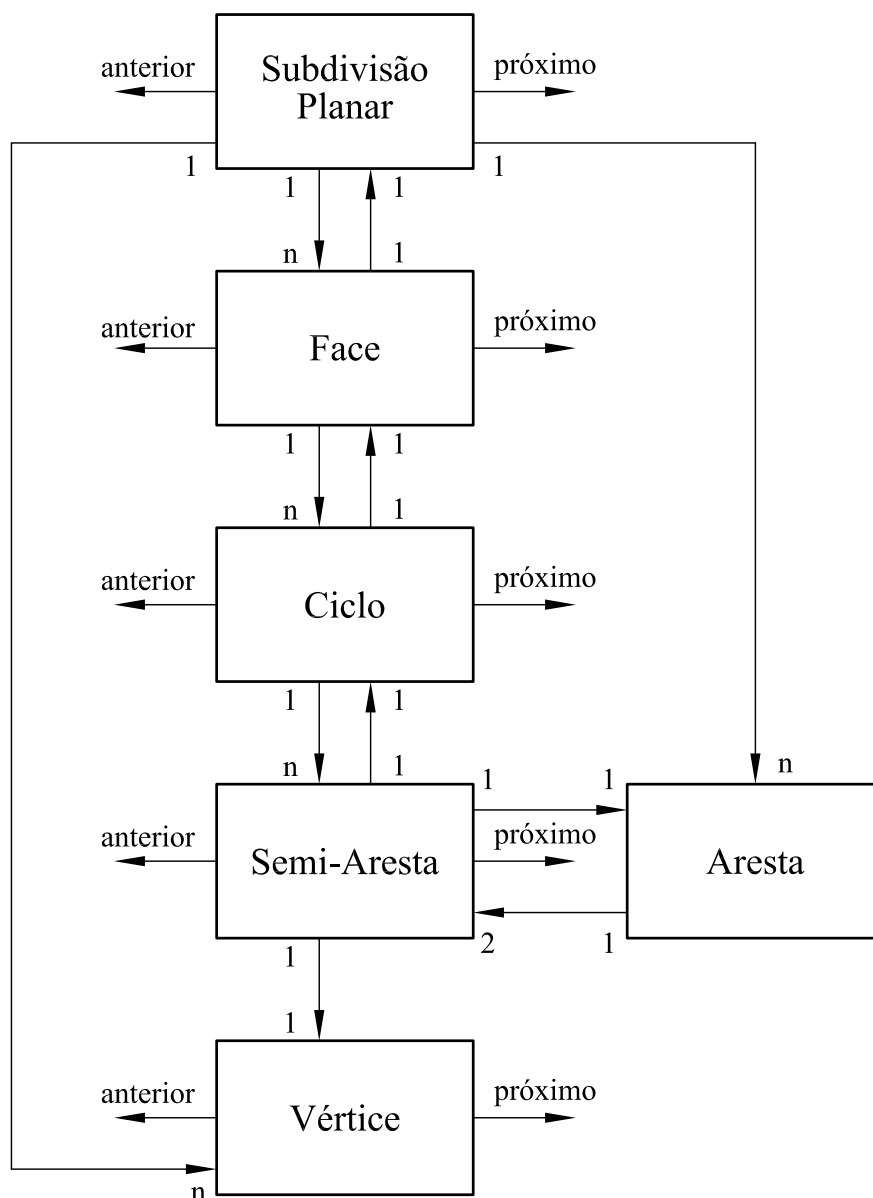 Subdivisão
Planar
anterior
próximo
1
1
1
1
n
1
anterior
Face
próximo
1
1
n
1
anterior
Ciclo
próximo
1
1
n
1
1
1
n
anterior
Semi-Aresta
próximo
Aresta
1
2
1
1
anterior
Vértice
próximo
n